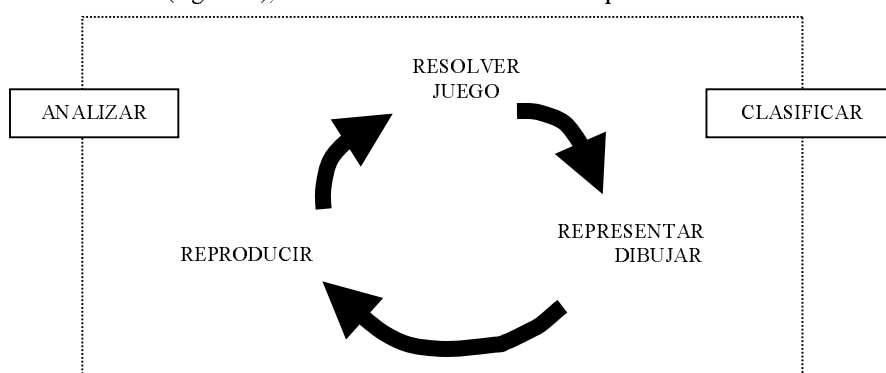 RESOLVER
JUEGO
ANALIZAR
CLASIFICAR
REPRESENTAR
DIBUJAR
REPRODUCIR